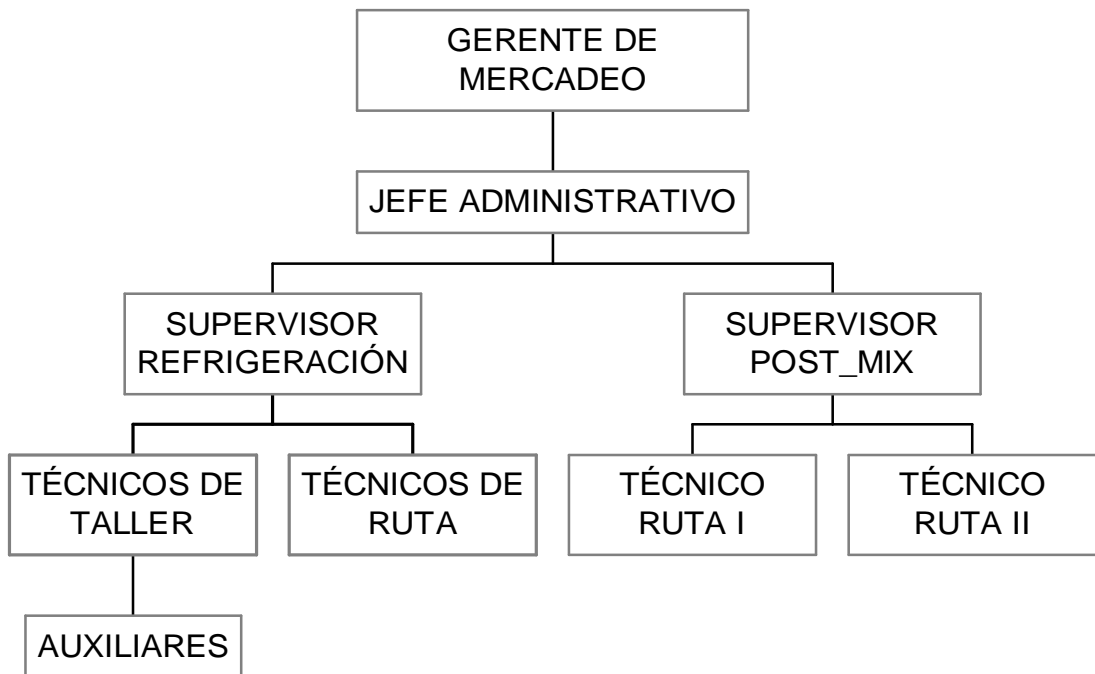 GERENTE DE
MERCADEO
JEFE ADMINISTRATIVO
SUPERVISOR
REFRIGERACIÓN
SUPERVISOR
POST_MIX
TÉCNICOS DE
TALLER
TÉCNICOS DE
RUTA
TÉCNICO
RUTA I
TÉCNICO
RUTA II
AUXILIARES